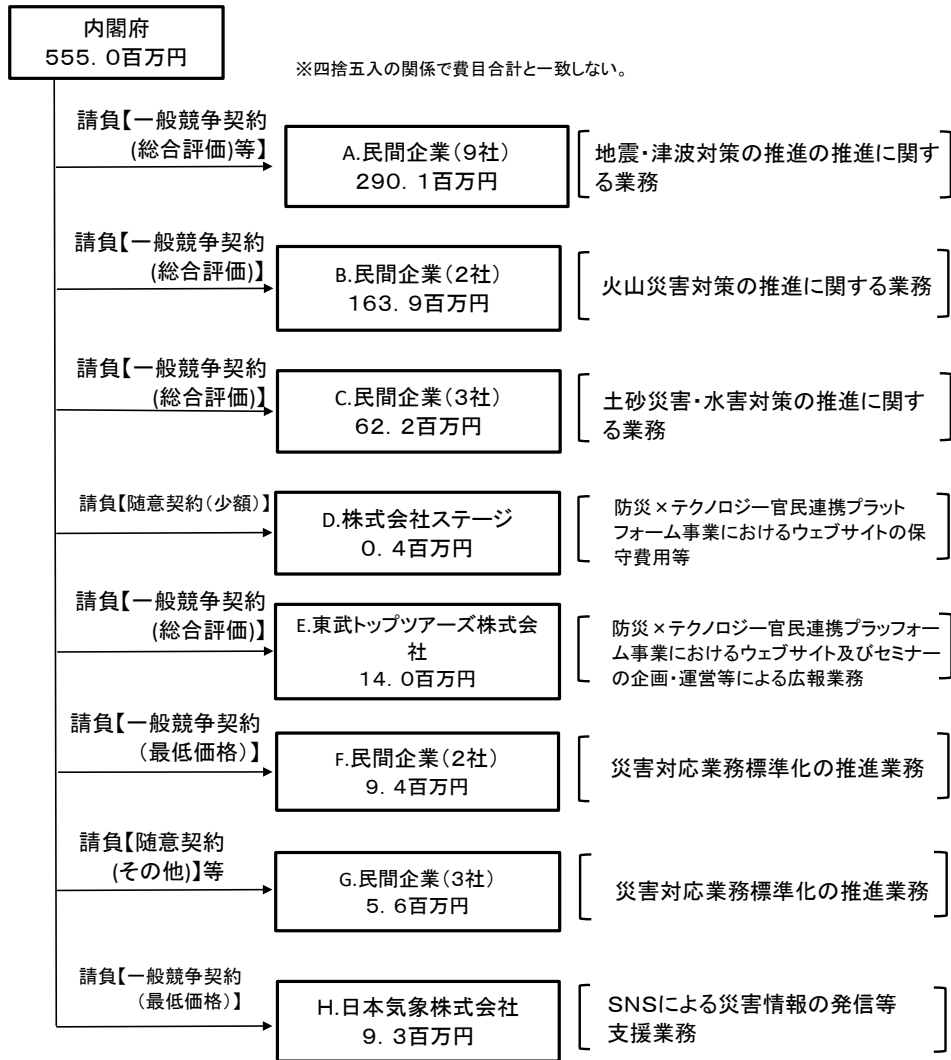 内閣府
555.0百万円
※四捨五入の関係で費目合計と一致しない。
請負【一般競争契約
(総合評価)等】
A.民間企業(9社)
290.1百万円
地震・津波対策の推進の推進に関す
る業務
請負【一般競争契約
(総合評価)】
B.民間企業(2社)
163.9百万円
火山災害対策の推進に関する業務
請負【一般競争契約
(総合評価)】
C.民間企業(3社)
62.2百万円
土砂災害・水害対策の推進に関す
る業務
請負【随意契約(少額)】
D.株式会社ステージ
0.4百万円
防災×テクノロジー官民連携プラット
フォーム事業におけるウェブサイトの保
守費用等
請負【一般競争契約
(総合評価)】
E.東武トップツアーズ株式会
社
14.0百万円
防災×テクノロジー官民連携プラッフォー
ム事業におけるウェブサイト及びセミナー
の企画・運営等による広報業務
請負【一般競争契約
(最低価格)】
F.民間企業(2社)
9.4百万円
災害対応業務標準化の推進業務
請負【随意契約
(その他)】等
G.民間企業(3社)
5.6百万円
災害対応業務標準化の推進業務
請負【一般競争契約
(最低価格)】
H.日本気象株式会社
9.3百万円
SNSによる災害情報の発信等
支援業務